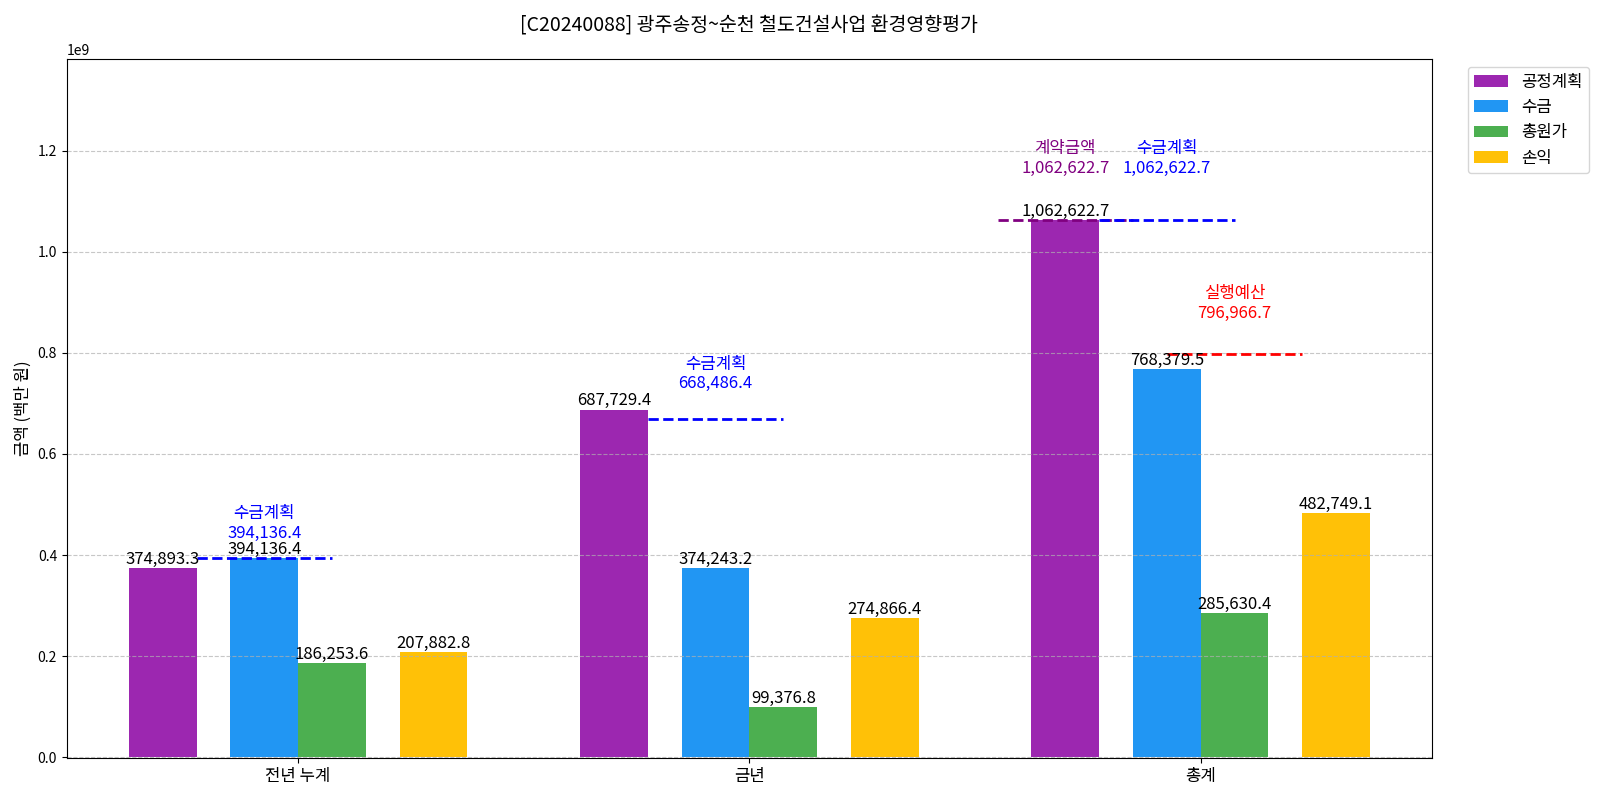 [C20240088] 광주송정~순천 철도건설사업 환경영향평가
1e9
금액 (백만 원)
1.2
1.0
0.8
0.6
0.4
0.2
0.0
수금계획
394,136.4
374,893.3
394,136.4
186,253.6
207,882.8
수금계획
668,486.4
687,729.4
374,243.2
99,376.8
274,866.4
계약금액
1,062,622.7
수금계획
1,062,622.7
1,062,622.7
실행예산
796,966.7
768,379.5
285,630.4
482,749.1
전년 누계
금년
총계
공정계획
수금
총원가
손익